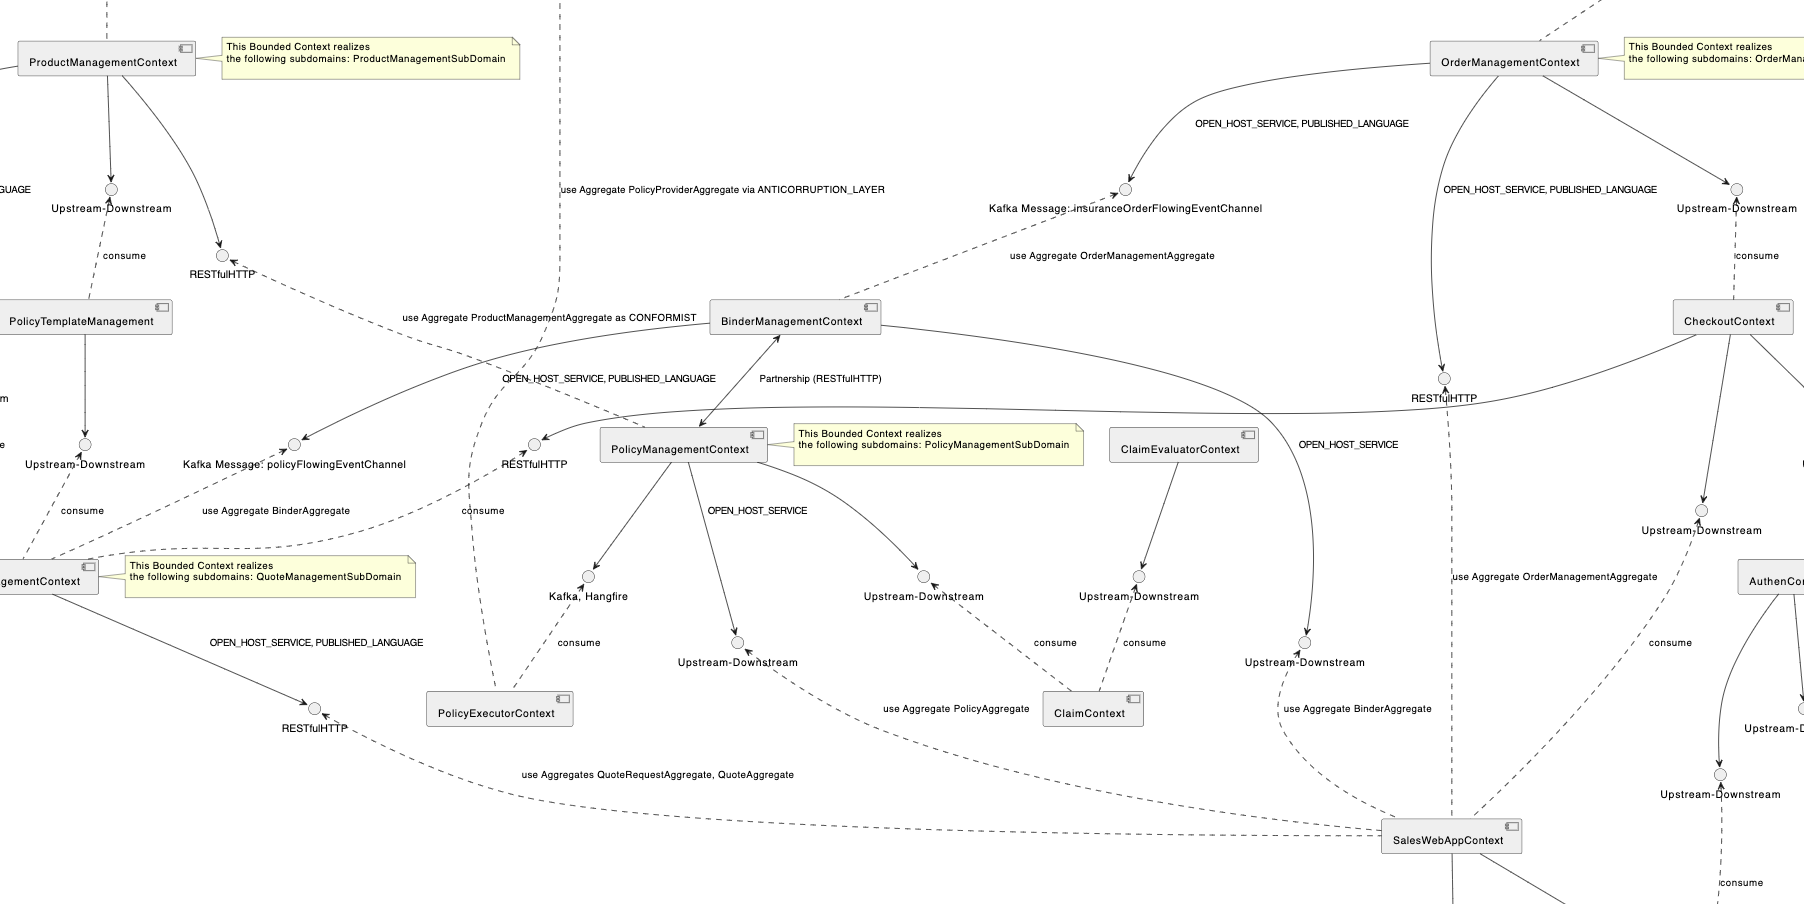 ProductManagementContext
This Bounded Context realizes
the following subdomains: ProductManagementSubDomain
OrderManagementContext
This Bounded Context realizes
the following subdomains: OrderMana
OPEN_HOST_SERVICE, PUBLISHED_LANGUAGE
GUAGE
Upstream-Downstream
use Aggregate PolicyProviderAggregate via ANTICORRUPTION_LAYER
Kafka Message: insuranceOrderFlowingEventChannel
OPEN_HOST_SERVICE, PUBLISHED_LANGUAGE
Upstream-Downstream
consume
RESTfulHTTP
use Aggregate OrderManagementAggregate
consume
PolicyTemplateManagement
use Aggregate ProductManagementAggregate as CONFORMIST
BinderManagementContext
CheckoutContext
OPEN_HOST_SERVICE, PUBLISHED_LANGUAGE
Partnership (RESTfulHTTP)
m
RESTfulHTTP
e
Upstream-Downstream
Kafka Message: policyFlowingEventChannel
RESTfulHTTP
PolicyManagementContext
This Bounded Context realizes
the following subdomains: PolicyManagementSubDomain
ClaimEvaluatorContext
OPEN_HOST_SERVICE
consume
use Aggregate BinderAggregate
consume
OPEN_HOST_SERVICE
Upstream-Downstream
gementContext
This Bounded Context realizes
the following subdomains: QuoteManagementSubDomain
Kafka, Hangfire
Upstream-Downstream
Upstream-Downstream
use Aggregate OrderManagementAggregate
AuthenCon
OPEN_HOST_SERVICE, PUBLISHED_LANGUAGE
consume
Upstream-Downstream
consume
consume
Upstream-Downstream
consume
RESTfulHTTP
PolicyExecutorContext
use Aggregate PolicyAggregate
ClaimContext
use Aggregate BinderAggregate
Upstream-D
use Aggregates QuoteRequestAggregate, QuoteAggregate
Upstream-Downstream
SalesWebAppContext
consume